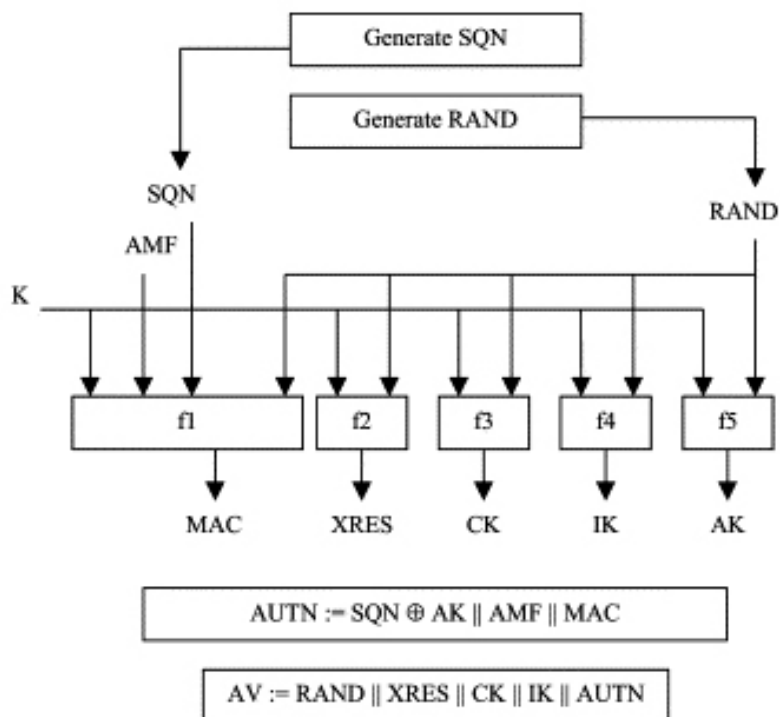 Generate SQN
Generate RAND
SQN
RAND
AMF
K
f1 f2 f3 f4 f5
MAC XRES CK IK AK
AUTN := SQN ⊕ AK || AMF || MAC
AV := RAND || XRES || CK || IK || AUTN